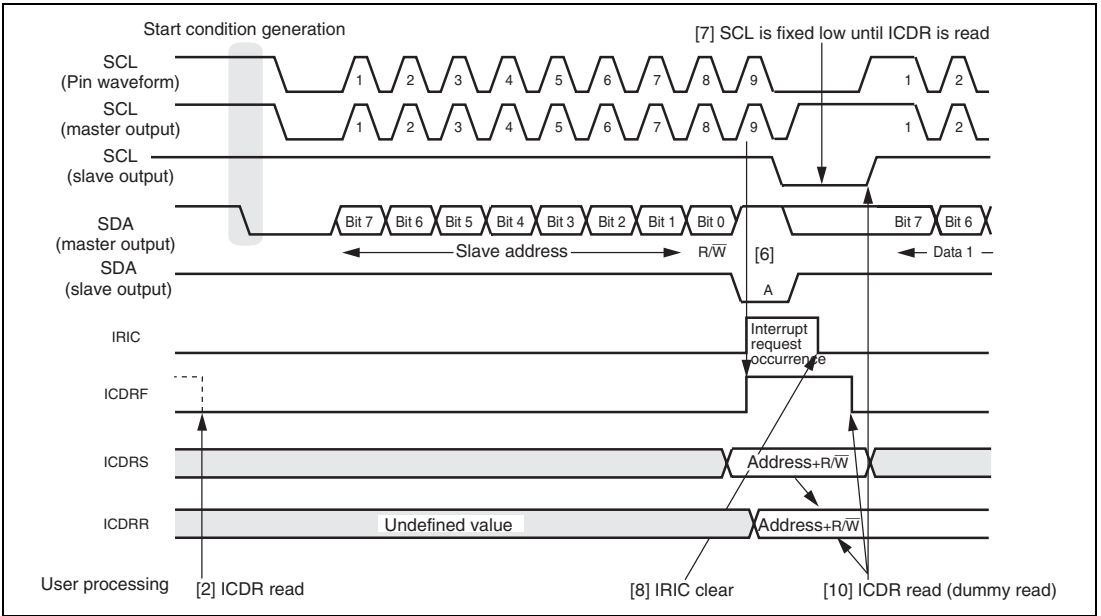 Start condition generation
[7] SCL is fixed low until ICDR is read
SCL
(Pin waveform)
1 2 3 4 5 6 7 8 9 1 2
SCL
(master output)
1 2 3 4 5 6 7 8 9 1 2
SCL
(slave output)
SDA
(master output)
Bit 7 Bit 6 Bit 5 Bit 4 Bit 3 Bit 2 Bit 1 Bit 0 Bit 7 Bit 6
Slave address R/W̅ [6] Data 1
SDA
(slave output)
A
IRIC
Interrupt
request
occurrence
ICDRF
ICDRS
Address+R/W̅
ICDRR
Undefined value
Address+R/W̅
User processing
[2] ICDR read
[8] IRIC clear
[10] ICDR read (dummy read)